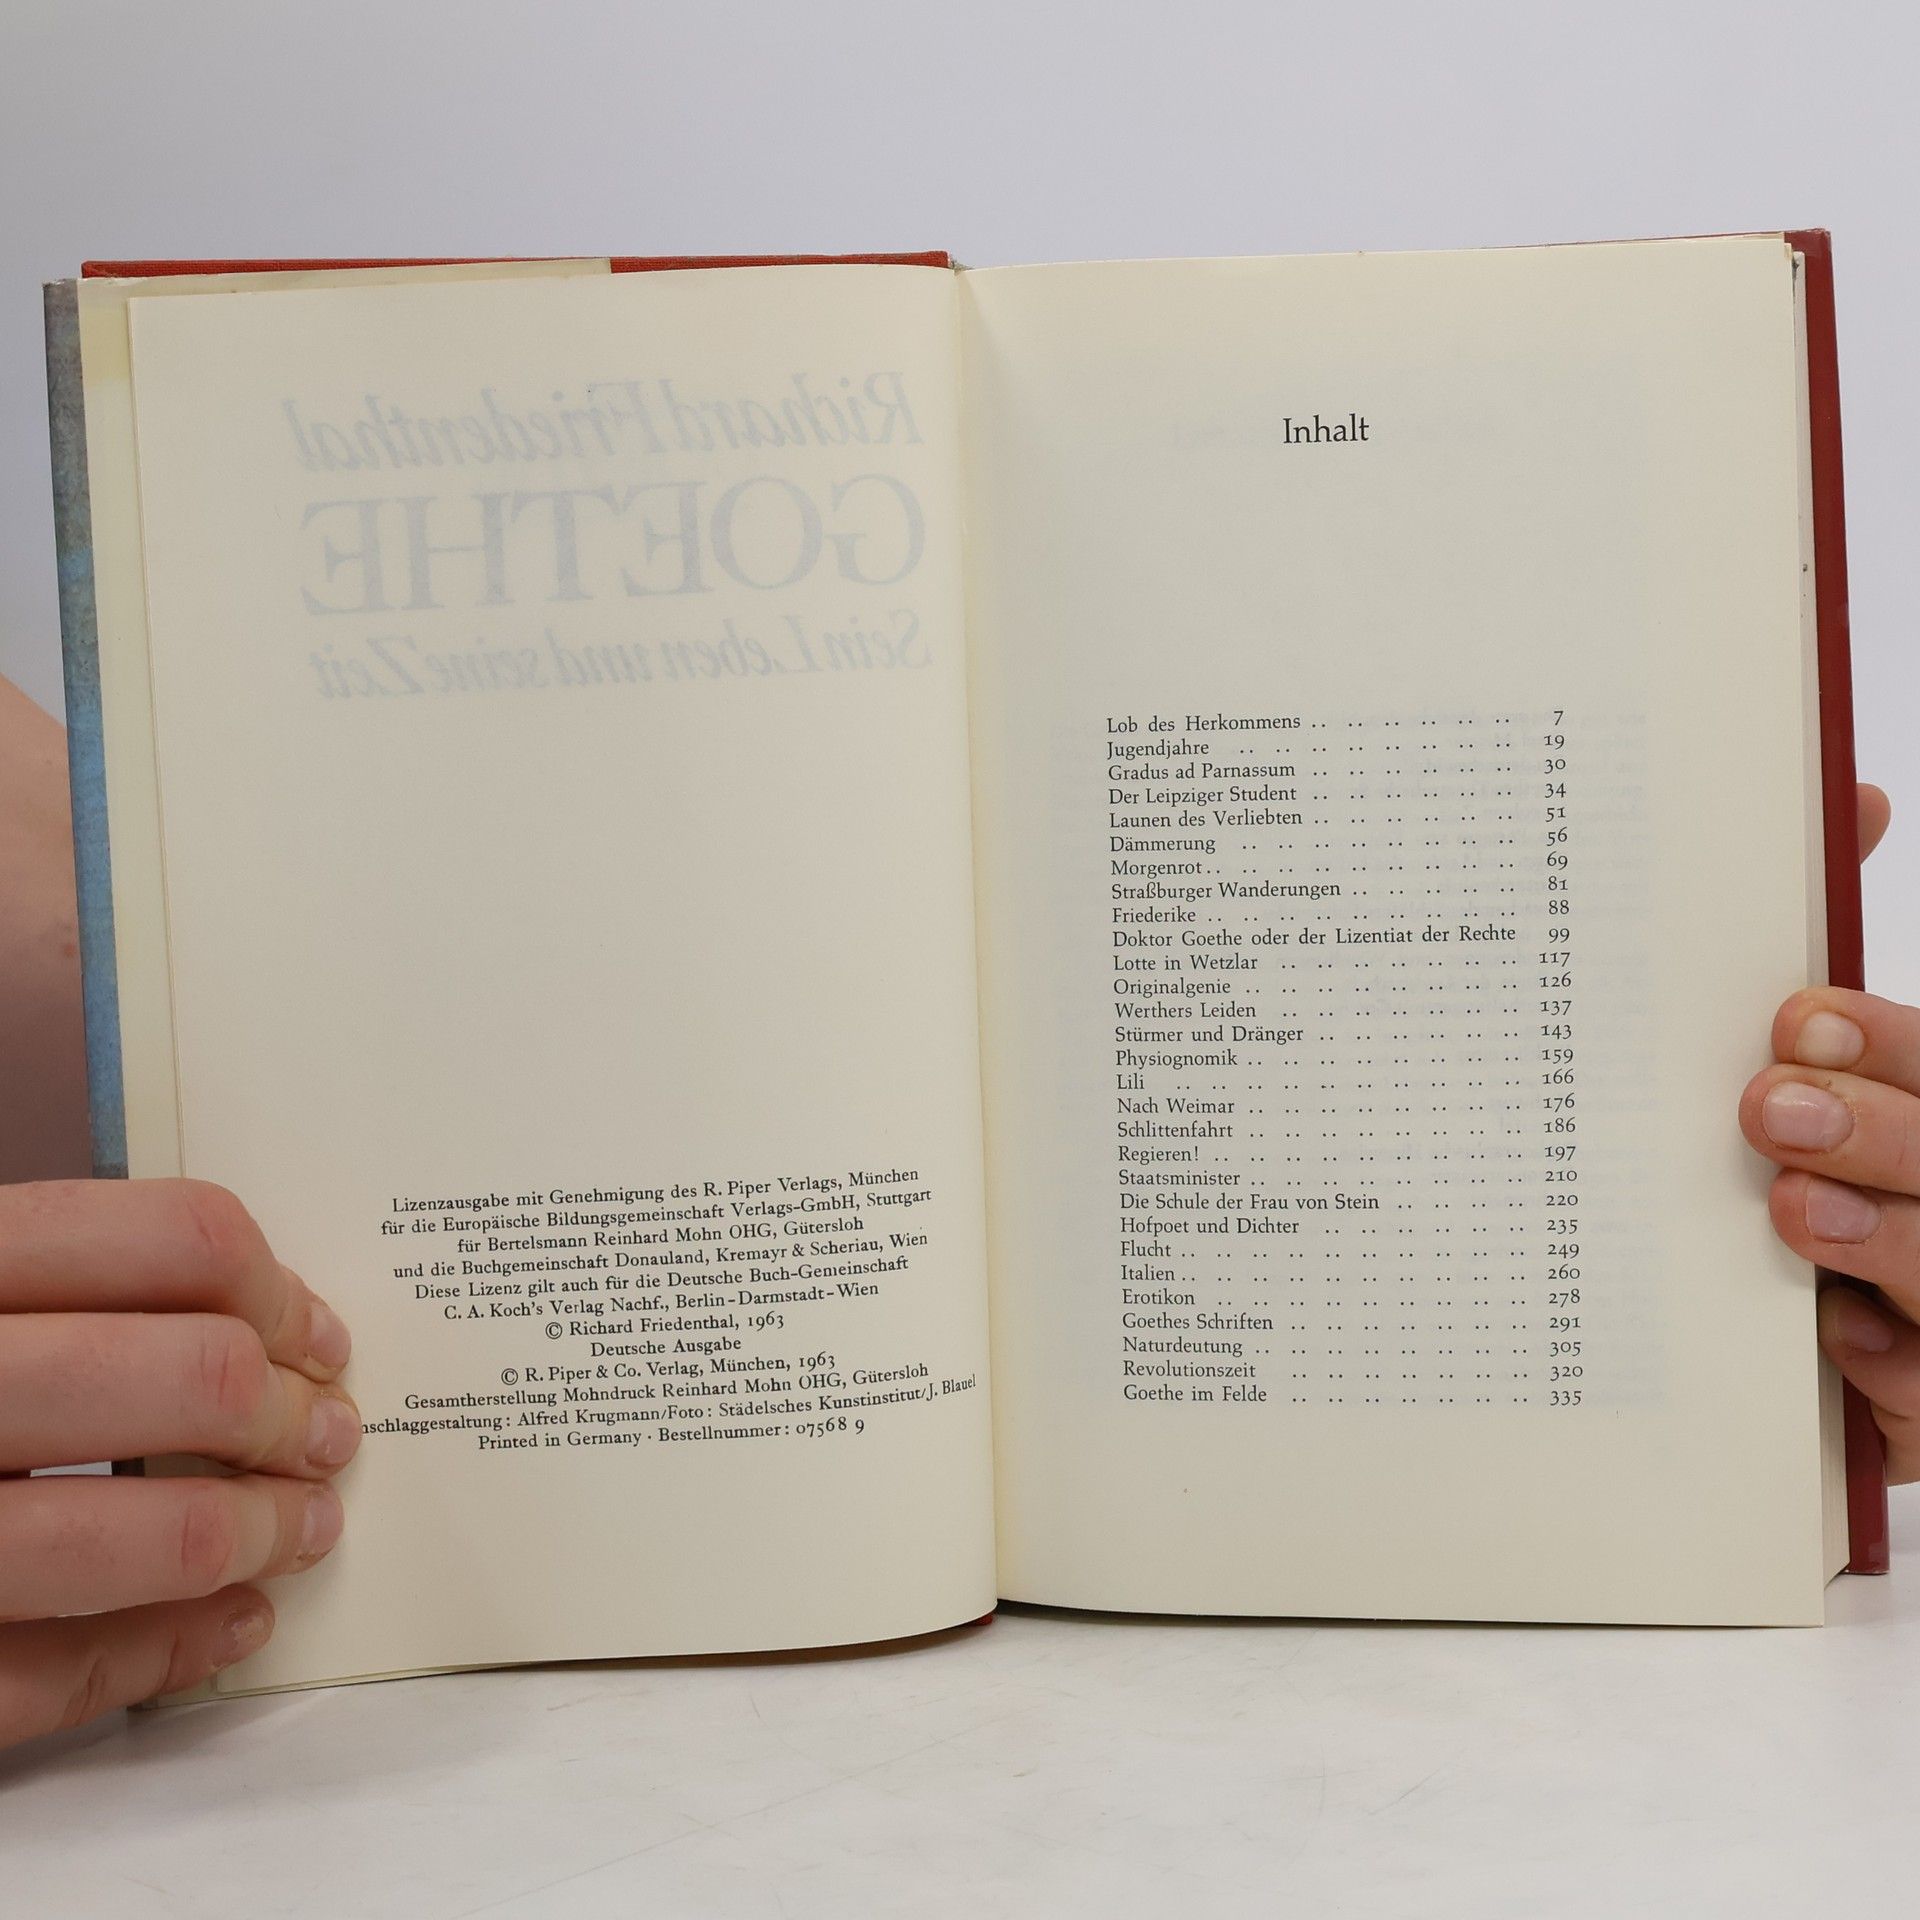 Richard Friedenthal
GOETHE
Sein Leben und seine Zeit
Lizenzausgabe mit Genehmigung des R. Piper Verlags, München
für die Europäische Bildungsgemeinschaft Verlags-GmbH, Stuttgart
für Bertelsmann Reinhard Mohn OHG, Gütersloh
und die Buchgemeinschaft Donauland, Kremayr & Scheriau, Wien
Diese Lizenz gilt auch für die Deutsche Buch-Gemeinschaft
C. A. Koch's Verlag Nachf., Berlin-Darmstadt-Wien
© Richard Friedenthal, 1963
Deutsche Ausgabe
© R. Piper & Co. Verlag, München, 1963
Gesamtherstellung Mohndruck Reinhard Mohn OHG, Gütersloh
schlaggestaltung: Alfred Krugmann/Foto: Städelsches Kunstinstitut/J. Blauel
Printed in Germany · Bestellnummer: 07568 9
Inhalt
Lob des Herkommens .. .. .. .. .. .. 7
Jugendjahre .. .. .. .. .. .. .. .. 19
Gradus ad Parnassum .. .. .. .. .. .. 30
Der Leipziger Student .. .. .. .. .. .. 34
Launen des Verliebten .. .. .. .. .. .. 51
Dämmerung .. .. .. .. .. .. .. .. 56
Morgenrot .. .. .. .. .. .. .. .. .. 69
Straßburger Wanderungen .. .. .. .. .. 81
Friederike .. .. .. .. .. .. .. .. .. 88
Doktor Goethe oder der Lizentiat der Rechte 99
Lotte in Wetzlar .. .. .. .. .. .. .. 117
Originalgenie .. .. .. .. .. .. .. .. 126
Werthers Leiden .. .. .. .. .. .. .. 137
Stürmer und Dränger .. .. .. .. .. .. 143
Physiognomik .. .. .. .. .. .. .. .. 159
Lili .. .. .. .. .. .. .. .. .. .. 166
Nach Weimar .. .. .. .. .. .. .. .. 176
Schlittenfahrt .. .. .. .. .. .. .. .. 186
Regieren! .. .. .. .. .. .. .. .. .. 197
Staatsminister .. .. .. .. .. .. .. .. 210
Die Schule der Frau von Stein .. .. .. .. 220
Hofpoet und Dichter .. .. .. .. .. .. 235
Flucht .. .. .. .. .. .. .. .. .. .. 249
Italien .. .. .. .. .. .. .. .. .. .. 260
Erotikon .. .. .. .. .. .. .. .. .. 278
Goethes Schriften .. .. .. .. .. .. .. 291
Naturdeutung .. .. .. .. .. .. .. .. 305
Revolutionszeit .. .. .. .. .. .. .. 320
Goethe im Felde .. .. .. .. .. .. .. 335